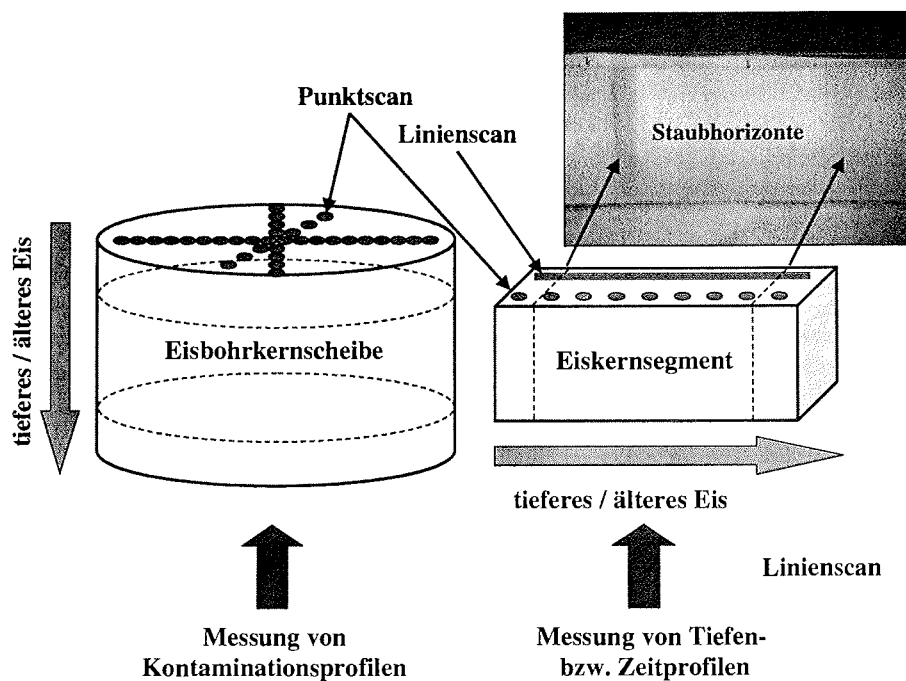 Punktscan
Linienscan
Staubhorizonte
tieferes / älteres Eis
Eisbohrkernscheibe
Eiskernsegment
tieferes / älteres Eis
Linienscan
Messung von
Kontaminationsprofilen
Messung von Tiefen-
bzw. Zeitprofilen